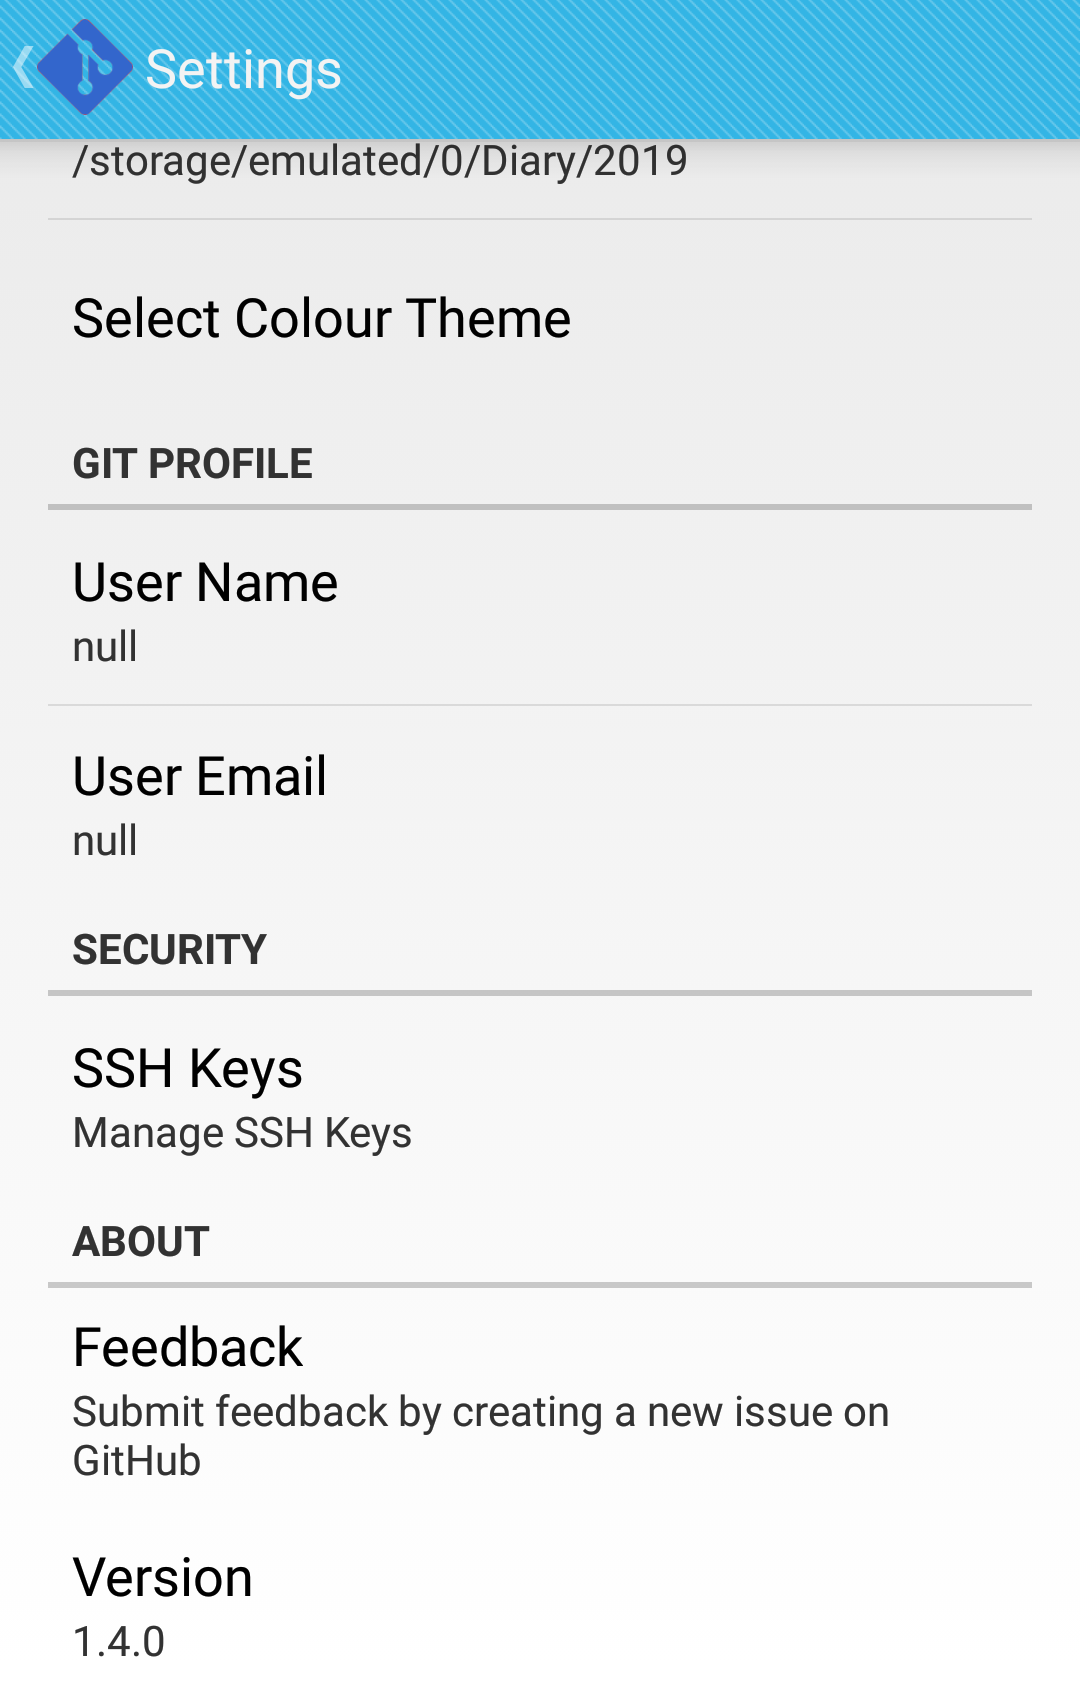 Settings
/storage/emulated/0/Diary/2019
Select Colour Theme
GIT PROFILE
User Name
null
User Email
null
SECURITY
SSH Keys
Manage SSH Keys
ABOUT
Feedback
Submit feedback by creating a new issue on
GitHub
Version
1.4.0